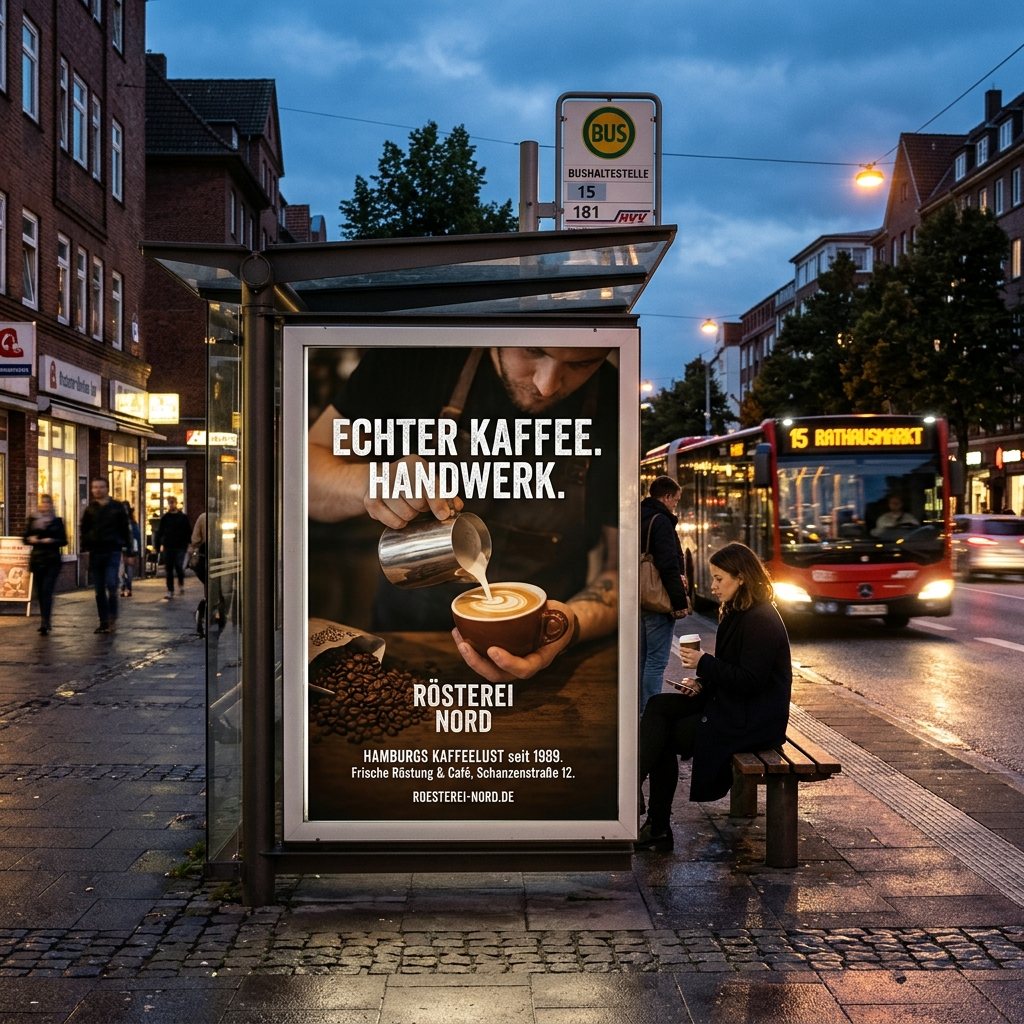 BUS
BUSHALTESTELLE
15
181 HVV
15 RATHAUSMARKT
ECHTER KAFFEE.
HANDWERK.
RÖSTEREI
NORD
HAMBURGS KAFFEELUST seit 1989.
Frische Röstung & Café, Schanzenstraße 12.
ROESTEREI-NORD.DE